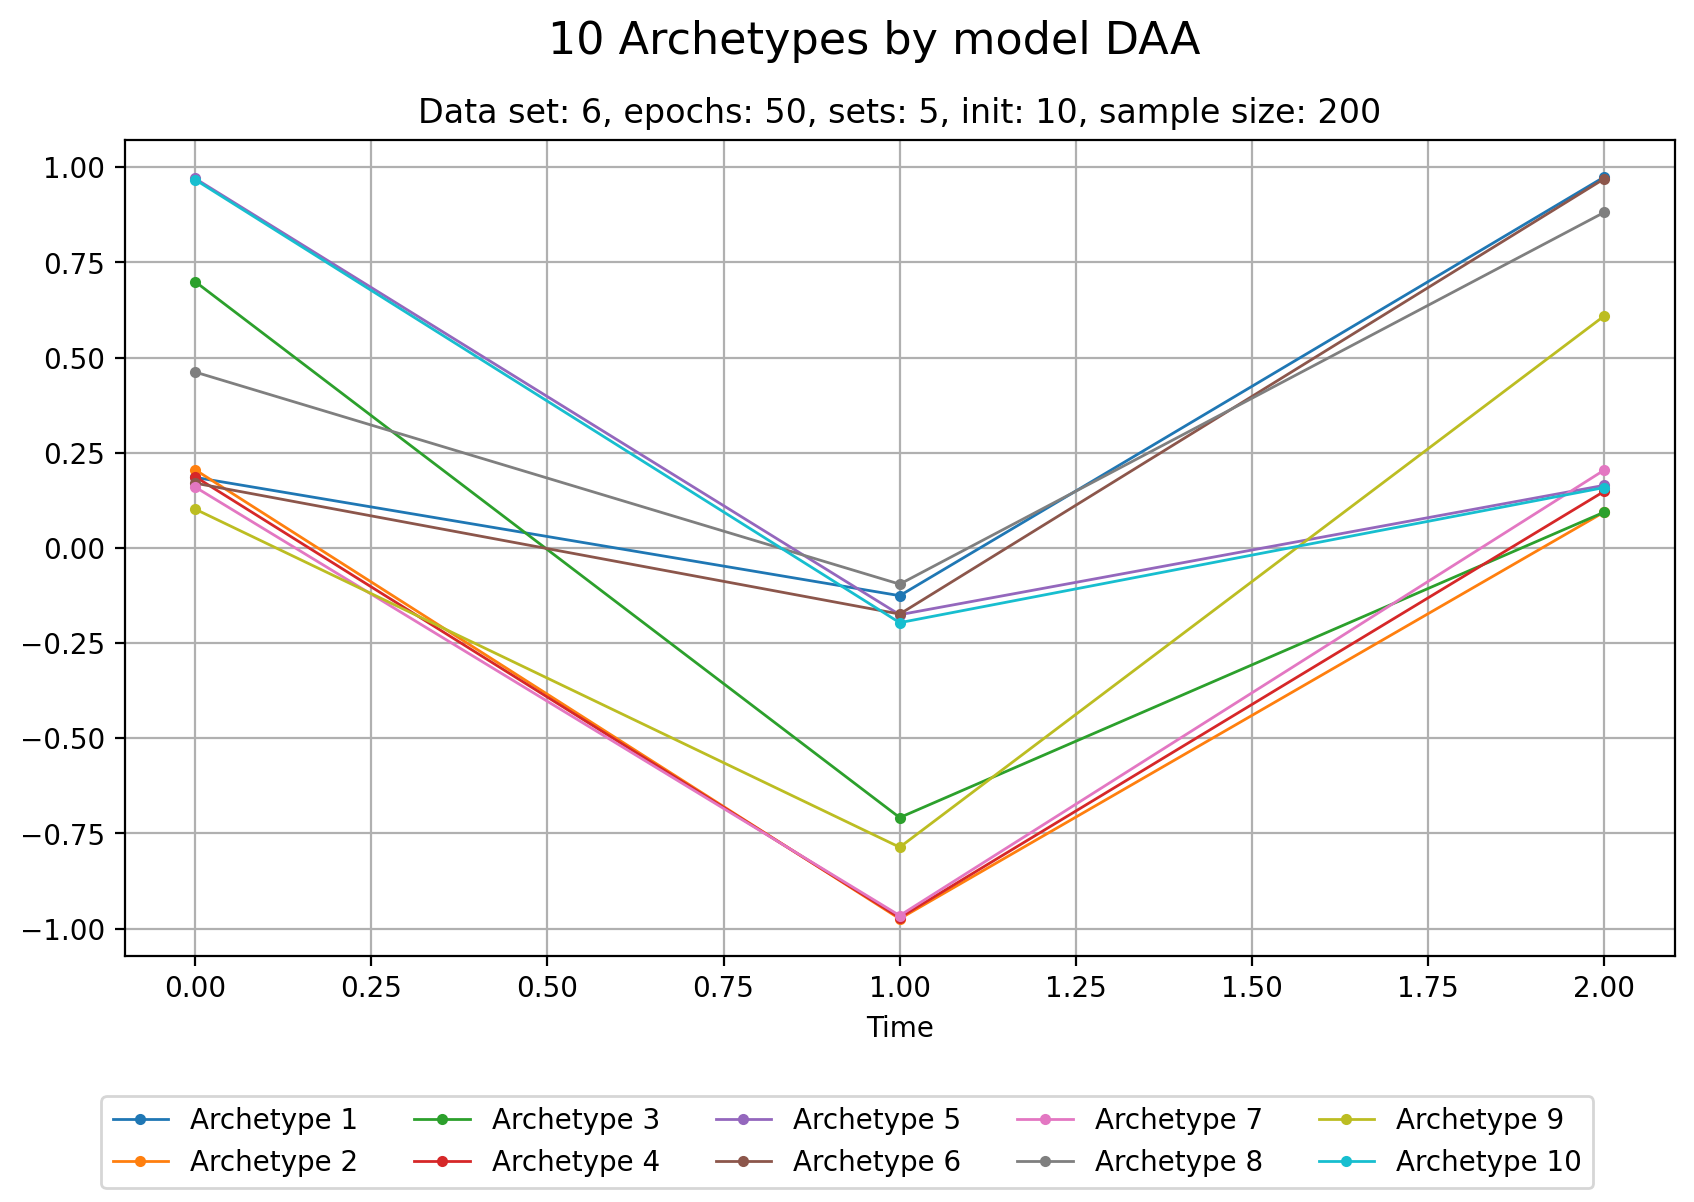 10 Archetypes by model DAA
Data set: 6, epochs: 50, sets: 5, init: 10, sample size: 200
1.00
0.75
0.50
0.25
0.00
−0.25
−0.50
−0.75
−1.00
0.00 0.25 0.50 0.75 1.00 1.25 1.50 1.75 2.00
Time
Archetype 1 Archetype 3 Archetype 5 Archetype 7 Archetype 9
Archetype 2 Archetype 4 Archetype 6 Archetype 8 Archetype 10